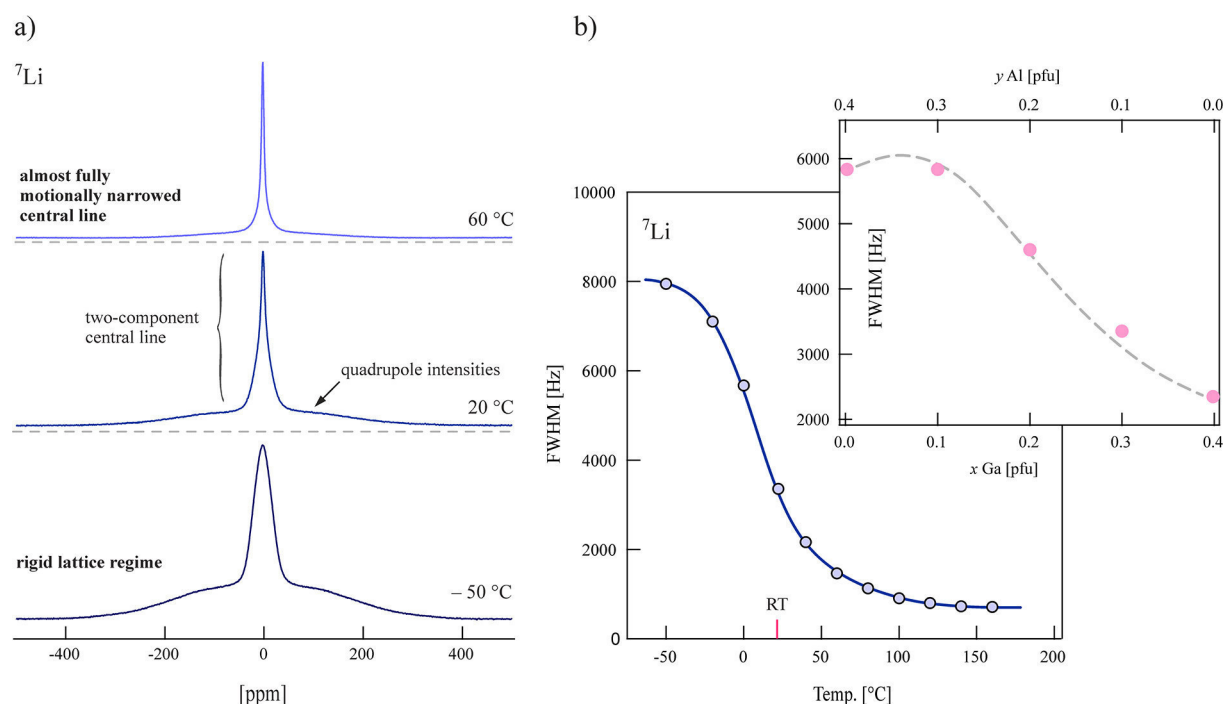 a)
⁷Li
almost fully
motionally narrowed
central line
60 °C
two-component
central line
quadrupole intensities
20 °C
rigid lattice regime
– 50 °C
-400 -200 0 200 400
[ppm]
b)
y Al [pfu]
0.4 0.3 0.2 0.1 0.0
6000
5000
4000
3000
2000
FWHM [Hz]
0.0 0.1 0.2 0.3 0.4
x Ga [pfu]
⁷Li
10000
8000
6000
4000
2000
0
FWHM [Hz]
RT
-50 0 50 100 150 200
Temp. [°C]